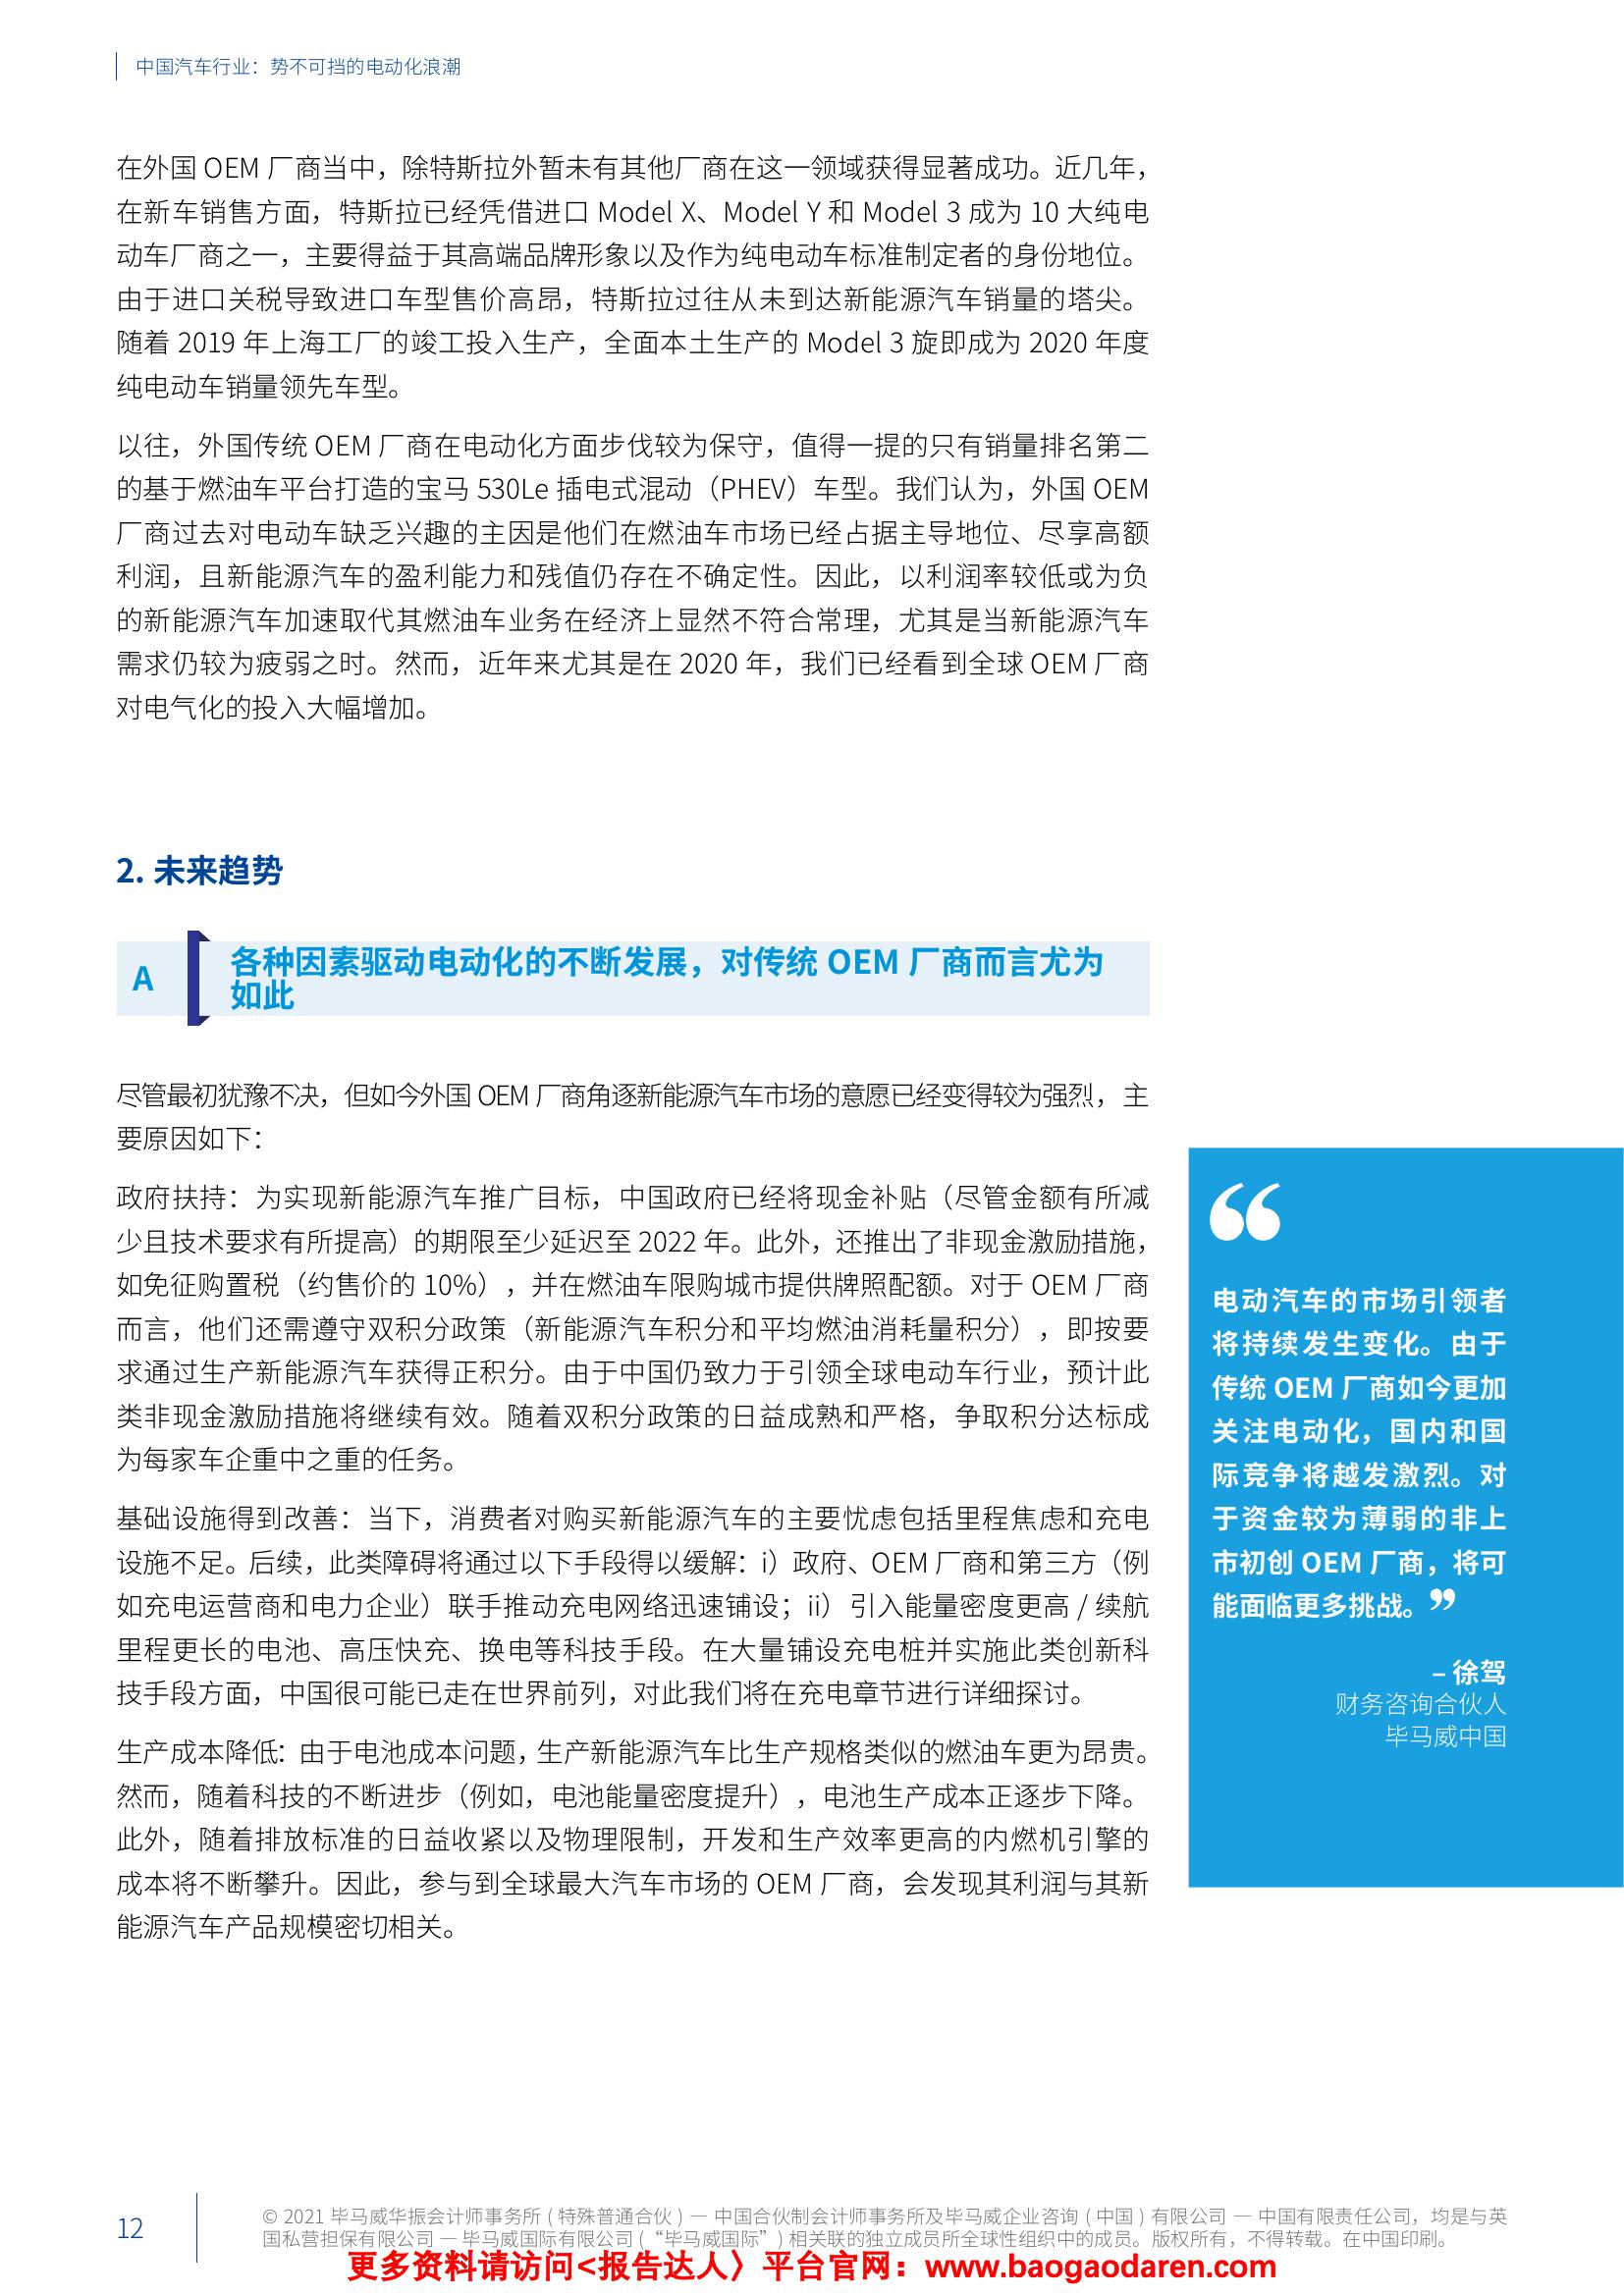 中国汽车行业：势不可挡的电动化浪潮
在外国 OEM 厂商当中，除特斯拉外暂未有其他厂商在这一领域获得显著成功。近几年，
在新车销售方面，特斯拉已经凭借进口 Model X、Model Y 和 Model 3 成为 10 大纯电
动车厂商之一，主要得益于其高端品牌形象以及作为纯电动车标准制定者的身份地位。
由于进口关税导致进口车型售价高昂，特斯拉过往从未到达新能源汽车销量的塔尖。
随着 2019 年上海工厂的竣工投入生产，全面本土生产的 Model 3 旋即成为 2020 年度
纯电动车销量领先车型。
以往，外国传统 OEM 厂商在电动化方面步伐较为保守，值得一提的只有销量排名第二
的基于燃油车平台打造的宝马 530Le 插电式混动（PHEV）车型。我们认为，外国 OEM
厂商过去对电动车缺乏兴趣的主因是他们在燃油车市场已经占据主导地位、尽享高额
利润，且新能源汽车的盈利能力和残值仍存在不确定性。因此，以利润率较低或为负
的新能源汽车加速取代其燃油车业务在经济上显然不符合常理，尤其是当新能源汽车
需求仍较为疲弱之时。然而，近年来尤其是在 2020 年，我们已经看到全球 OEM 厂商
对电气化的投入大幅增加。
2. 未来趋势
A
各种因素驱动电动化的不断发展，对传统 OEM 厂商而言尤为
如此
尽管最初犹豫不决，但如今外国 OEM 厂商角逐新能源汽车市场的意愿已经变得较为强烈，主
要原因如下：
政府扶持：为实现新能源汽车推广目标，中国政府已经将现金补贴（尽管金额有所减
少且技术要求有所提高）的期限至少延迟至 2022 年。此外，还推出了非现金激励措施，
如免征购置税（约售价的 10%），并在燃油车限购城市提供牌照配额。对于 OEM 厂商
而言，他们还需遵守双积分政策（新能源汽车积分和平均燃油消耗量积分），即按要
求通过生产新能源汽车获得正积分。由于中国仍致力于引领全球电动车行业，预计此
类非现金激励措施将继续有效。随着双积分政策的日益成熟和严格，争取积分达标成
为每家车企重中之重的任务。
基础设施得到改善：当下，消费者对购买新能源汽车的主要忧虑包括里程焦虑和充电
设施不足。后续，此类障碍将通过以下手段得以缓解：i）政府、OEM 厂商和第三方（例
如充电运营商和电力企业）联手推动充电网络迅速铺设；ii）引入能量密度更高 / 续航
里程更长的电池、高压快充、换电等科技手段。在大量铺设充电桩并实施此类创新科
技手段方面，中国很可能已走在世界前列，对此我们将在充电章节进行详细探讨。
生产成本降低：由于电池成本问题，生产新能源汽车比生产规格类似的燃油车更为昂贵。
然而，随着科技的不断进步（例如，电池能量密度提升），电池生产成本正逐步下降。
此外，随着排放标准的日益收紧以及物理限制，开发和生产效率更高的内燃机引擎的
成本将不断攀升。因此，参与到全球最大汽车市场的 OEM 厂商，会发现其利润与其新
能源汽车产品规模密切相关。
“
电动汽车的市场引领者
将持续发生变化。由于
传统 OEM 厂商如今更加
关注电动化，国内和国
际竞争将越发激烈。对
于资金较为薄弱的非上
市初创 OEM 厂商，将可
能面临更多挑战。”
– 徐驾
财务咨询合伙人
毕马威中国
12
© 2021 毕马威华振会计师事务所 ( 特殊普通合伙 ) — 中国合伙制会计师事务所及毕马威企业咨询 ( 中国 ) 有限公司 — 中国有限责任公司，均是与英
国私营担保有限公司 — 毕马威国际有限公司 (“毕马威国际”) 相关联的独立成员所全球性组织中的成员。版权所有，不得转载。在中国印刷。
更多资料请访问<报告达人〉平台官网：www.baogaodaren.com